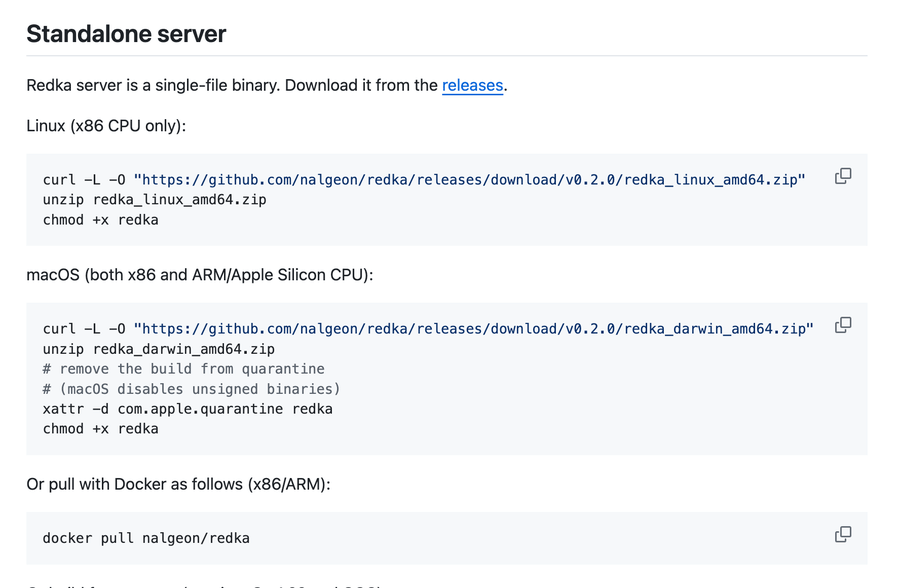 Standalone server
Redka server is a single-file binary. Download it from the releases.
Linux (x86 CPU only):
curl -L -O "https://github.com/nalgeon/redka/releases/download/v0.2.0/redka_linux_amd64.zip"
unzip redka_linux_amd64.zip
chmod +x redka
macOS (both x86 and ARM/Apple Silicon CPU):
curl -L -O "https://github.com/nalgeon/redka/releases/download/v0.2.0/redka_darwin_amd64.zip"
unzip redka_darwin_amd64.zip
# remove the build from quarantine
# (macOS disables unsigned binaries)
xattr -d com.apple.quarantine redka
chmod +x redka
Or pull with Docker as follows (x86/ARM):
docker pull nalgeon/redka